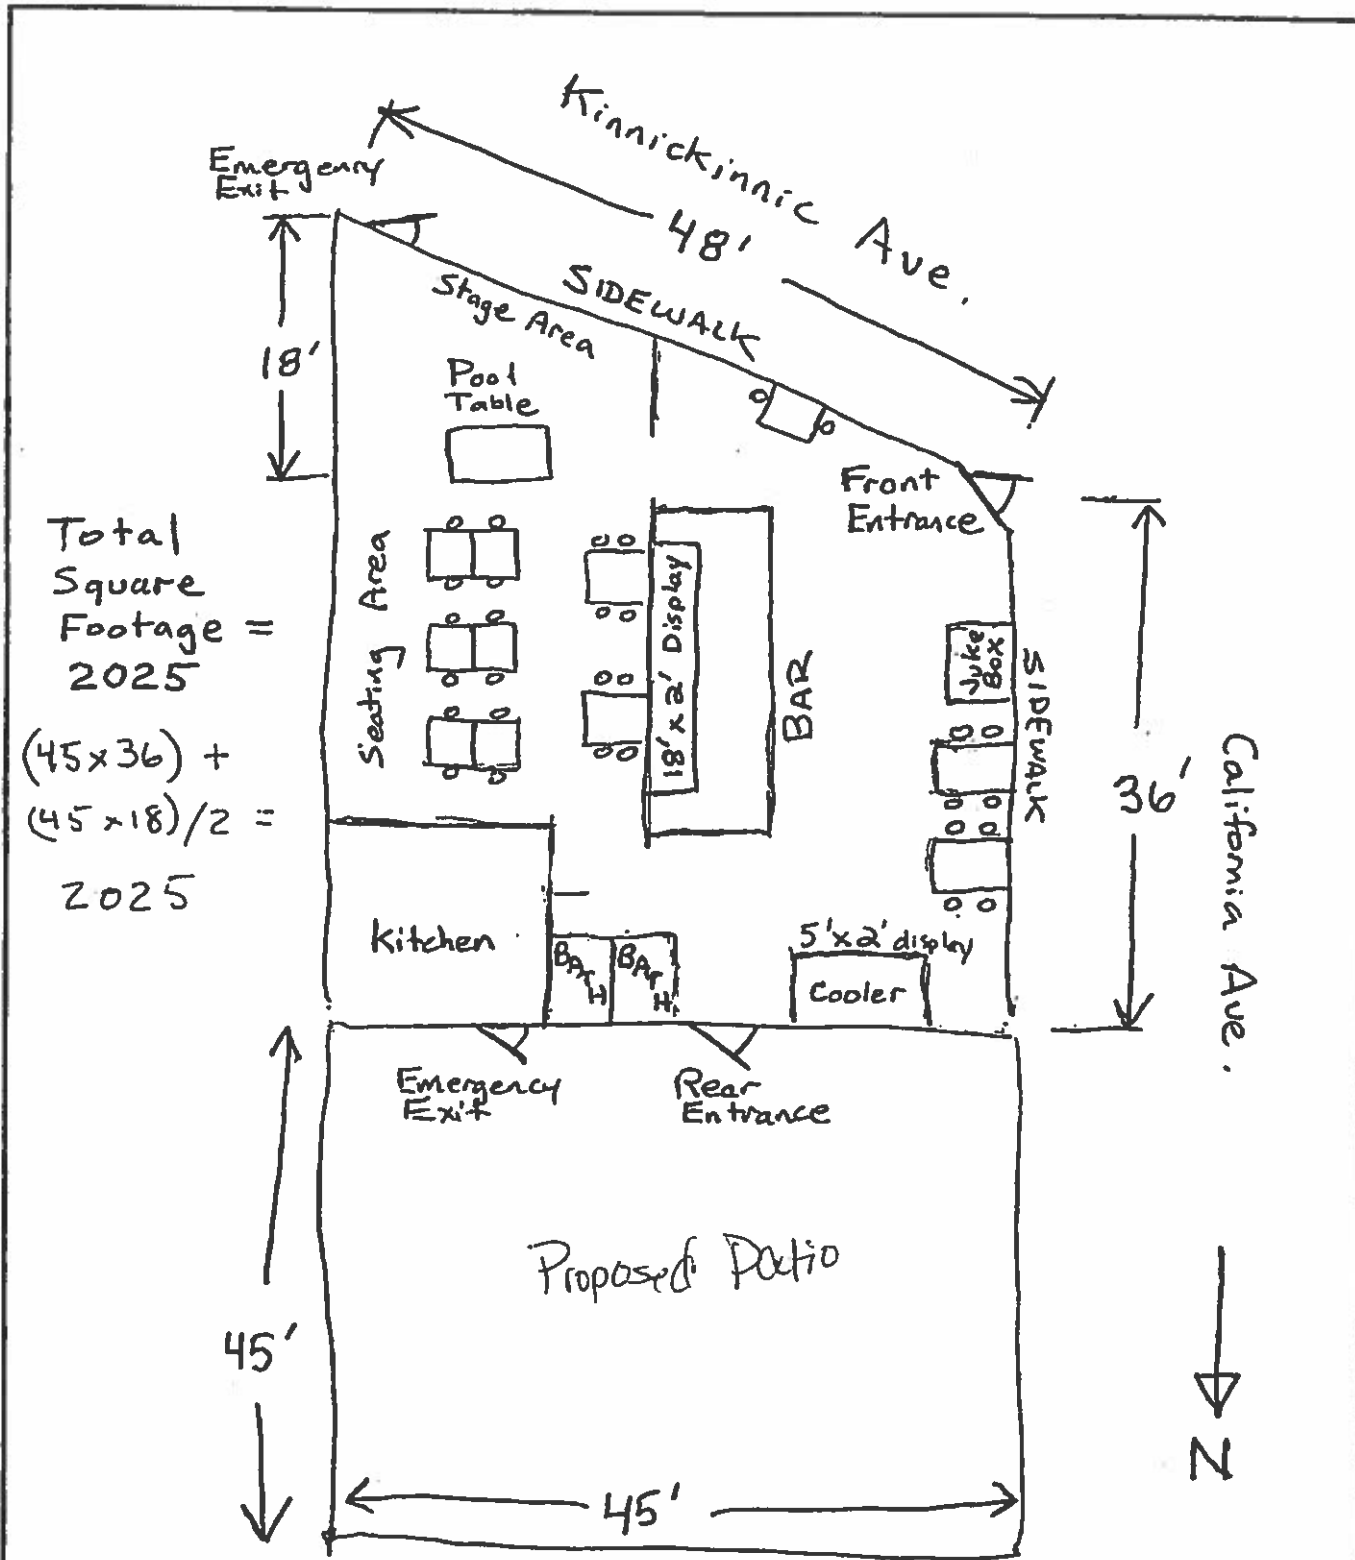 Kinnickinnic Ave.
48'
Emergency
Exit
SIDEWALK
Stage Area
18'
Pool
Table
Front
Entrance
Total
Square
Footage =
2025
(45x36) +
(45x18)/2 =
2025
Seating Area
18' x 2' Display
BAR
Juke
Box
SIDEWALK
36'
California Ave.
Kitchen
BATH
BATH
5'x2' display
Cooler
Emergency
Exit
Rear
Entrance
Proposed Patio
45'
45'
N